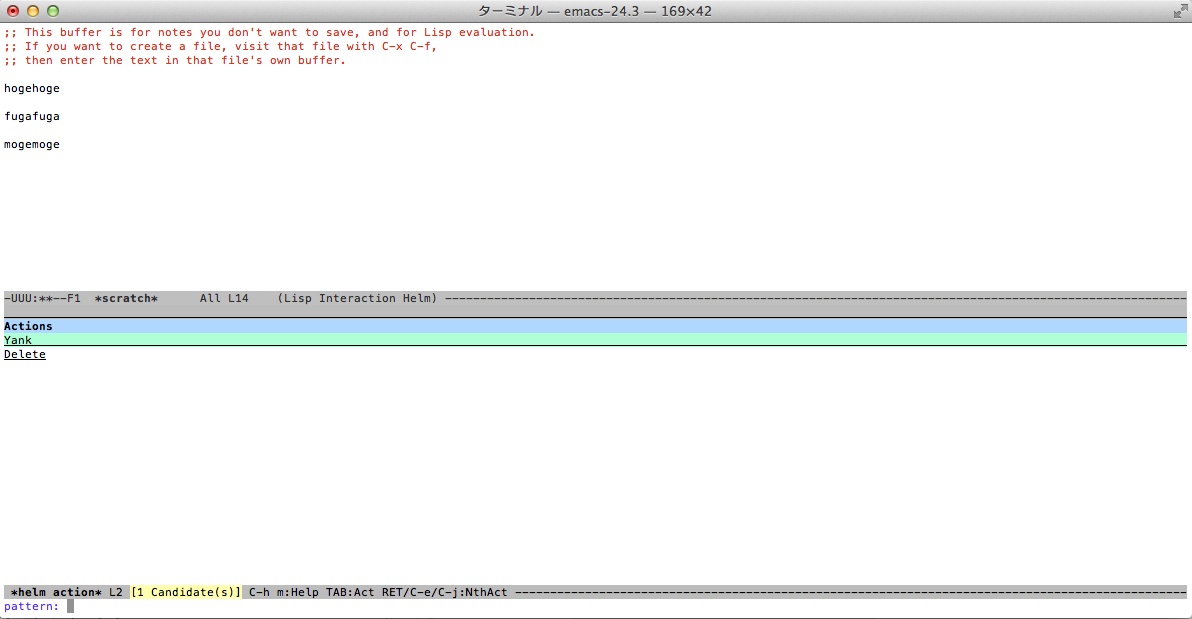 ターミナル — emacs-24.3 — 169×42
;; This buffer is for notes you don't want to save, and for Lisp evaluation.
;; If you want to create a file, visit that file with C-x C-f,
;; then enter the text in that file's own buffer.
hogehoge
fugafuga
mogemoge
-UUU:**--F1  *scratch*      All L14    (Lisp Interaction Helm) ----------------------------------------------------------------------------------------------------------
Actions
Yank
Delete
*helm action* L2 [1 Candidate(s)] C-h m:Help TAB:Act RET/C-e/C-j:NthAct ------------------------------------------------------------------------------------------------
pattern: